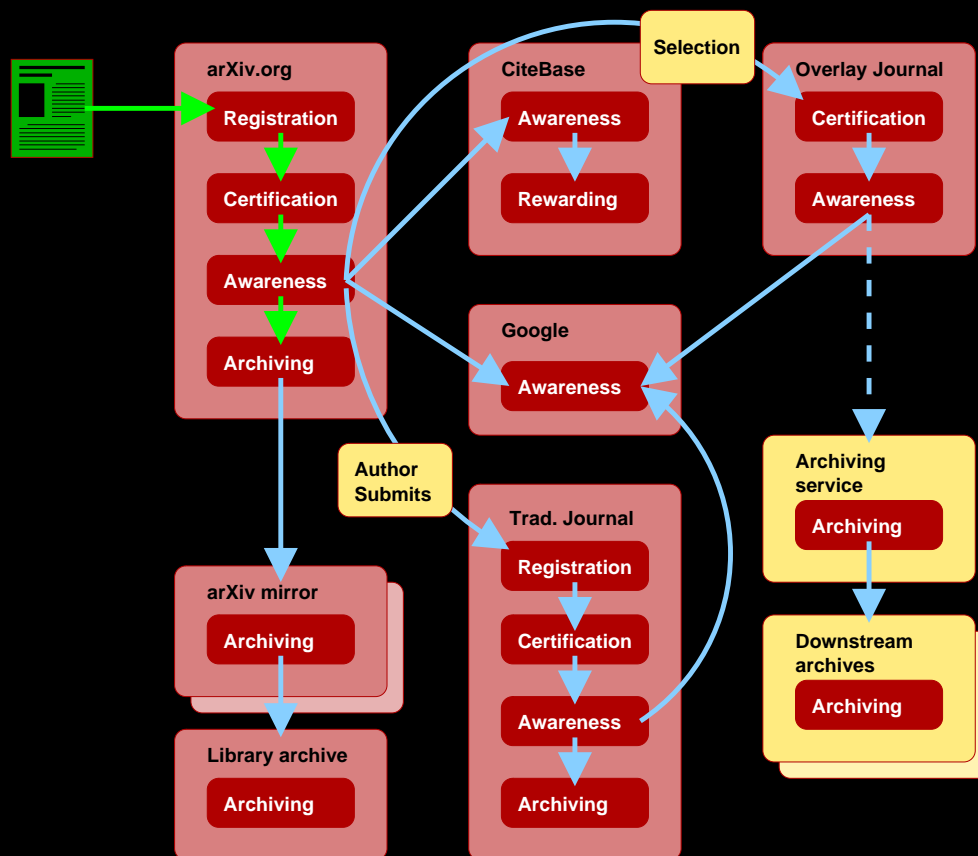 arXiv.org
Registration
Certification
Awareness
Archiving
CiteBase
Awareness
Rewarding
Selection
Overlay Journal
Certification
Awareness
Google
Awareness
Author
Submits
Trad. Journal
Registration
Certification
Awareness
Archiving
Archiving
service
Archiving
Downstream
archives
Archiving
arXiv mirror
Archiving
Library archive
Archiving